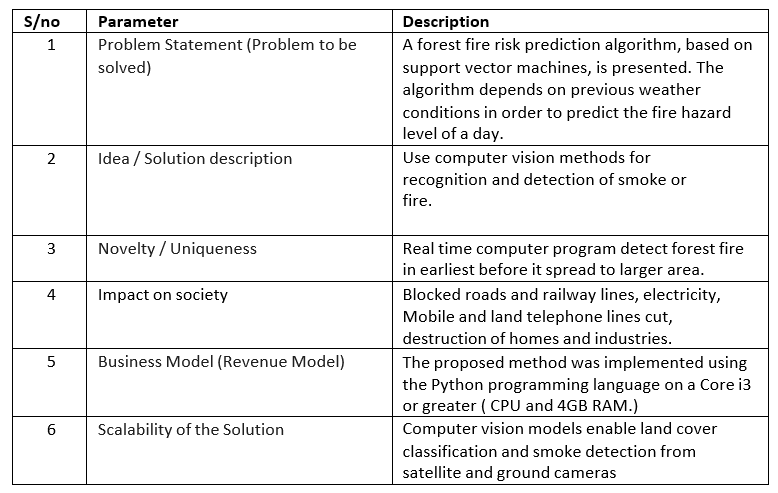 S/no Parameter Description
1 Problem Statement (Problem to be solved) A forest fire risk prediction algorithm, based on
support vector machines, is presented. The
algorithm depends on previous weather
conditions in order to predict the fire hazard
level of a day.
2 Idea / Solution description Use computer vision methods for
recognition and detection of smoke or
fire.
3 Novelty / Uniqueness Real time computer program detect forest fire
in earliest before it spread to larger area.
4 Impact on society Blocked roads and railway lines, electricity,
Mobile and land telephone lines cut,
destruction of homes and industries.
5 Business Model (Revenue Model) The proposed method was implemented using
the Python programming language on a Core i3
or greater ( CPU and 4GB RAM.)
6 Scalability of the Solution Computer vision models enable land cover
classification and smoke detection from
satellite and ground cameras